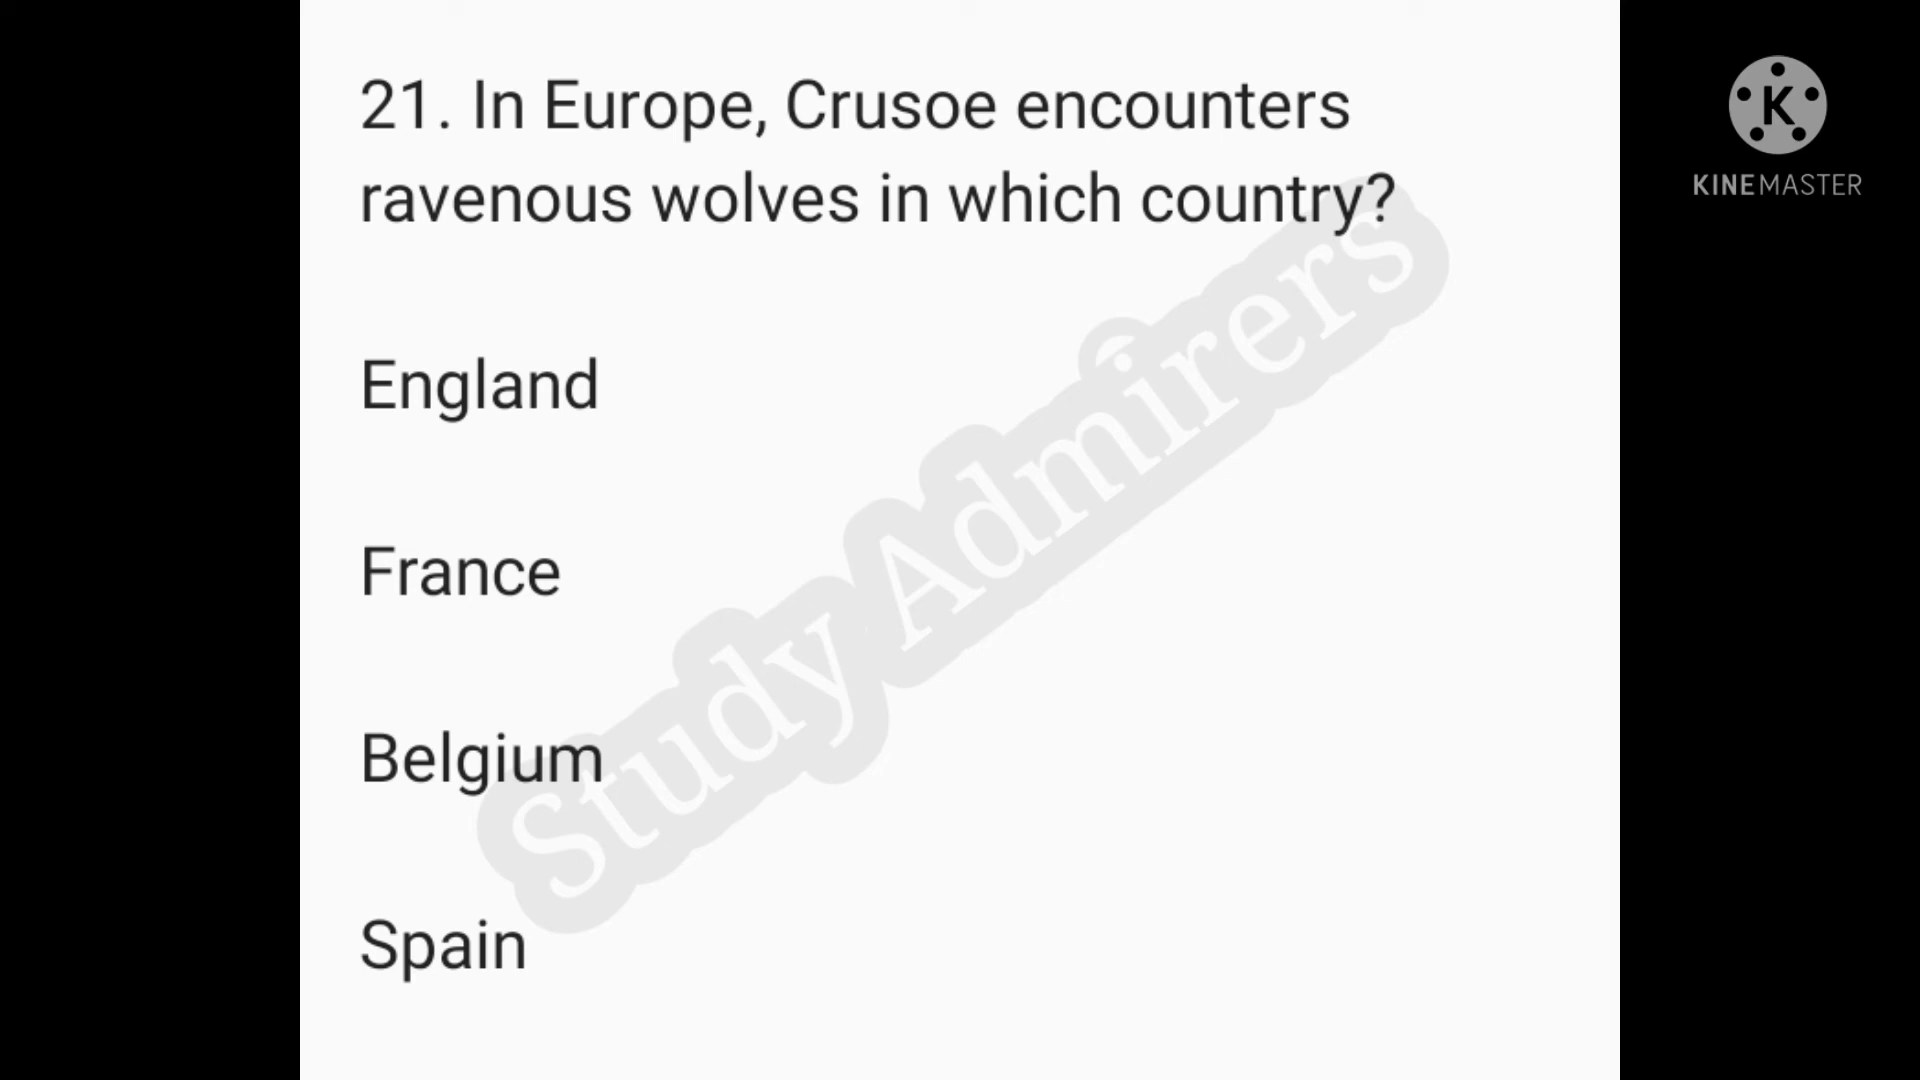 21. In Europe, Crusoe encounters
ravenous wolves in which country?
England
France
Belgium
Spain
Study Admirers
K
KINEMASTER